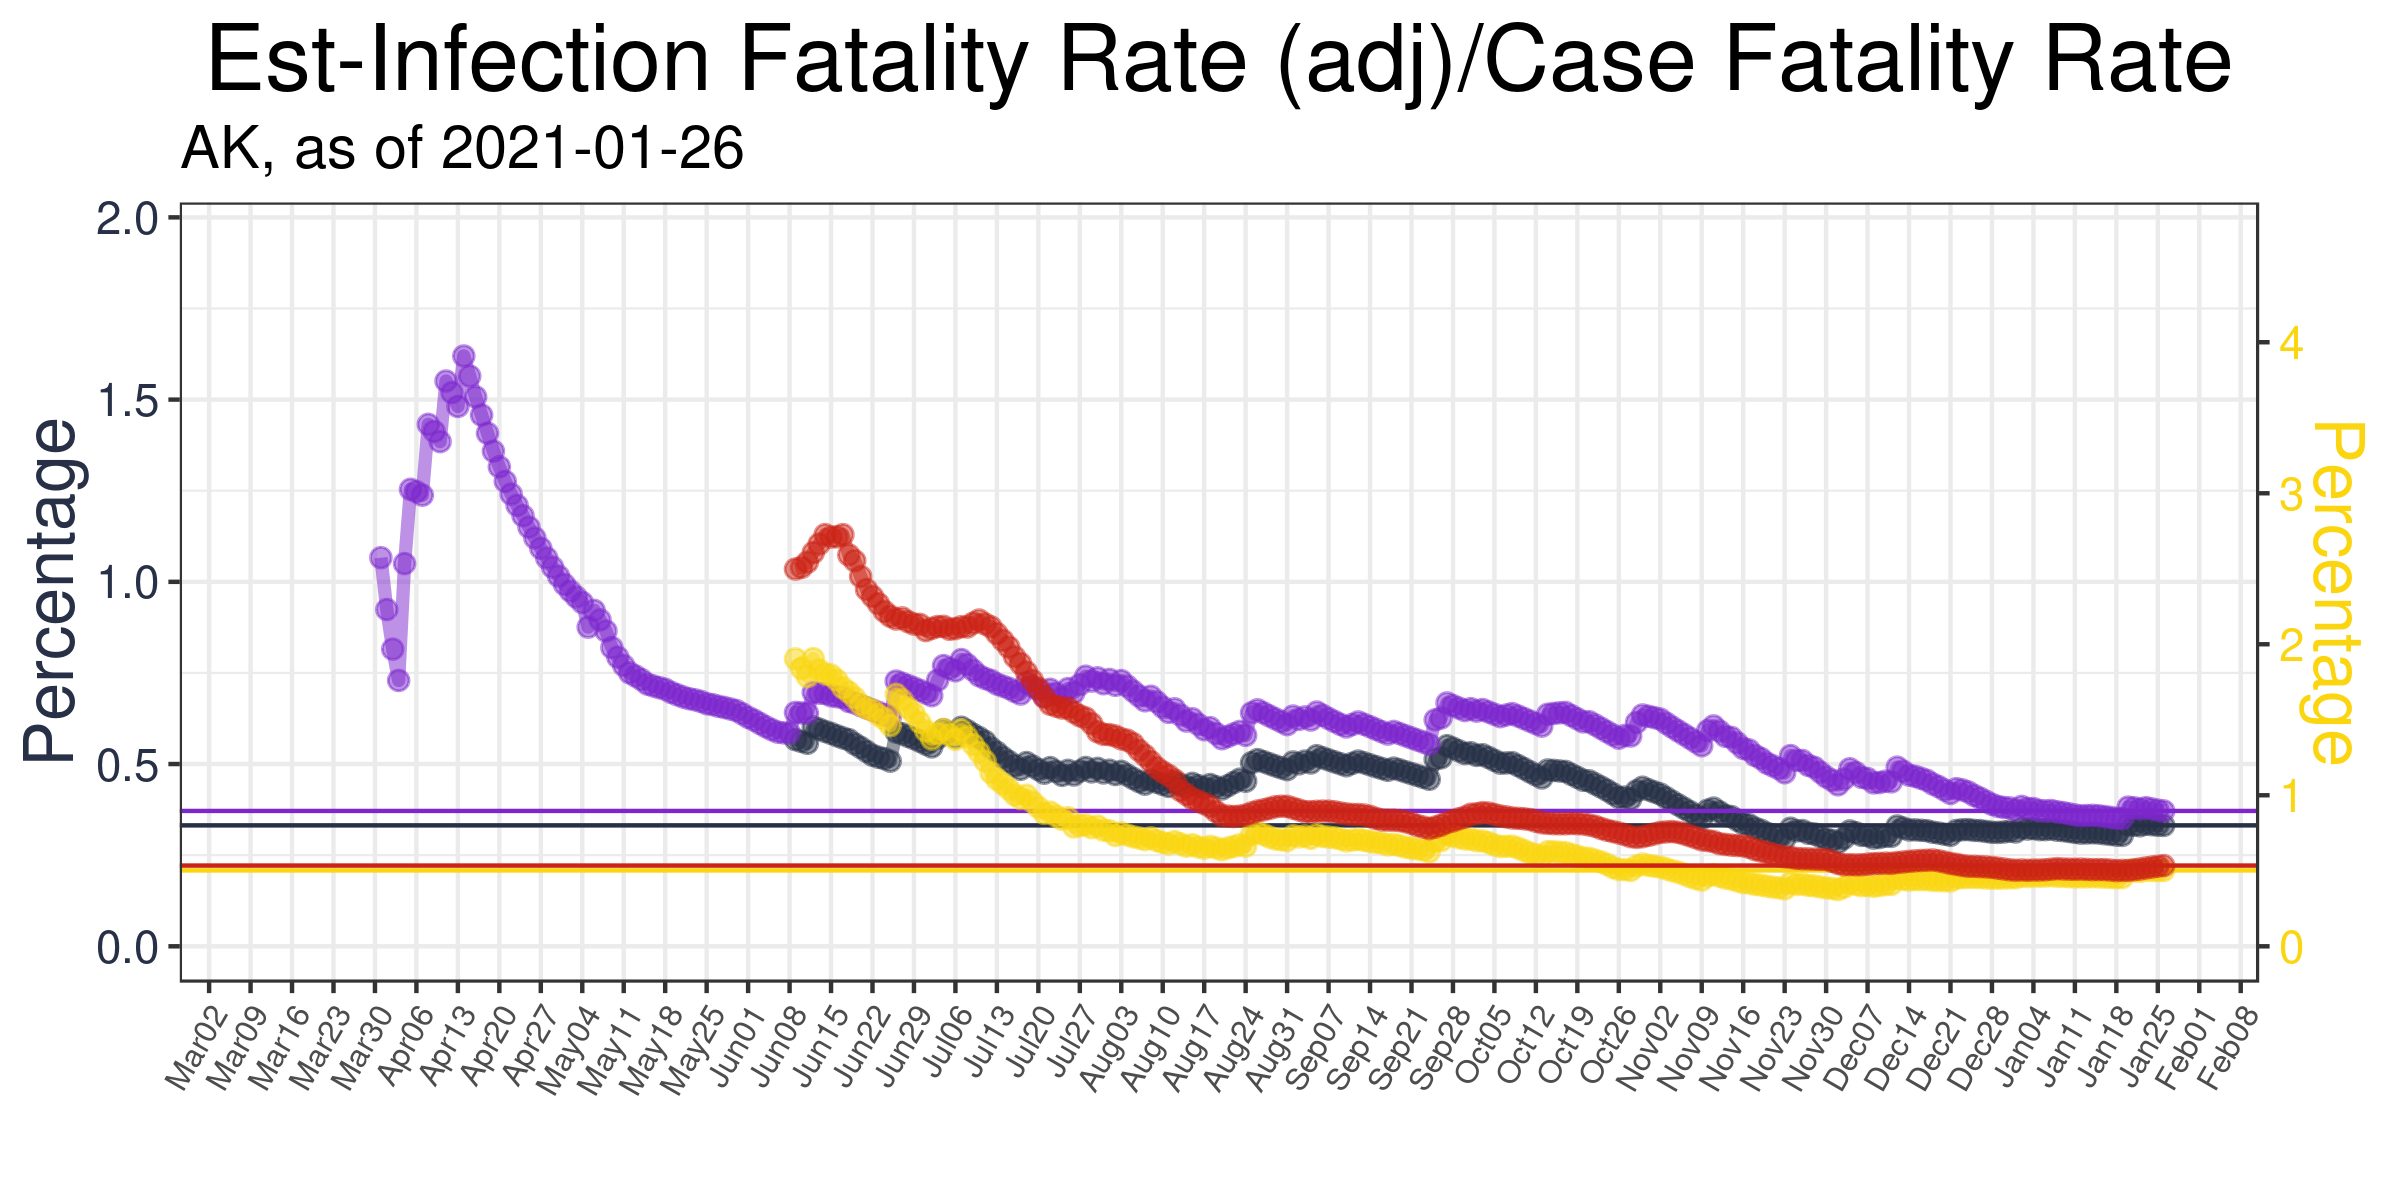 Est-Infection Fatality Rate (adj)/Case Fatality Rate
AK, as of 2021-01-26
Percentage
2.0
1.5
1.0
0.5
0.0
4
3
2
1
0
Percentage
Mar02
Mar09
Mar16
Mar23
Mar30
Apr06
Apr13
Apr20
Apr27
May04
May11
May18
May25
Jun01
Jun08
Jun15
Jun22
Jun29
Jul06
Jul13
Jul20
Jul27
Aug03
Aug10
Aug17
Aug24
Aug31
Sep07
Sep14
Sep21
Sep28
Oct05
Oct12
Oct19
Oct26
Nov02
Nov09
Nov16
Nov23
Nov30
Dec07
Dec14
Dec21
Dec28
Jan04
Jan11
Jan18
Jan25
Feb01
Feb08